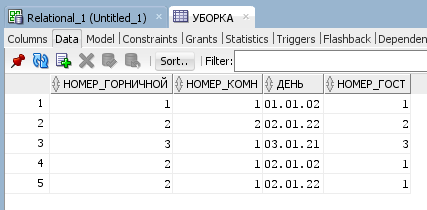 Relational_1 (Untitled_1) УБОРКА
Columns Data Model Constraints Grants Statistics Triggers Flashback Dependen
Sort.. Filter:
НОМЕР_ГОРНИЧНОЙ НОМЕР_КОМН ДЕНЬ НОМЕР_ГОСТ
1 1 1 01.01.02 1
2 2 2 02.01.22 2
3 3 1 03.01.21 3
4 2 1 02.01.02 1
5 2 1 02.01.22 1